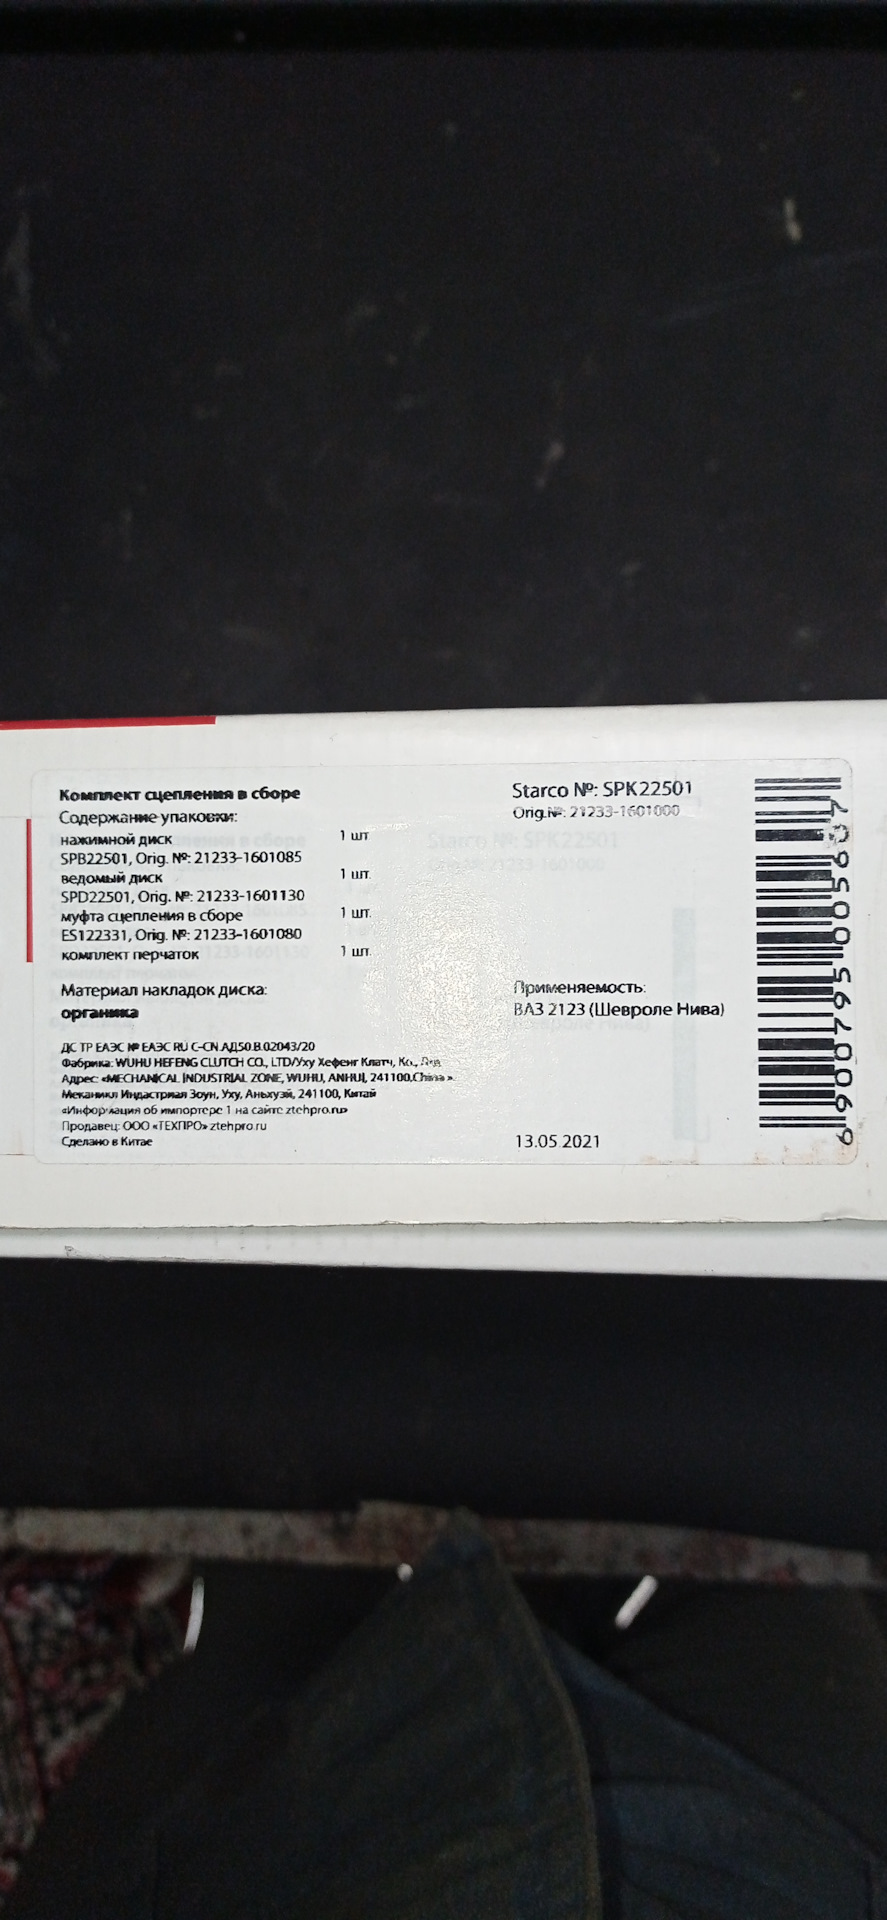 Комплект сцепления в сборе
Содержание упаковки:
нажимной диск 1 шт
SPB22501, Orig. №: 21233-1601085
ведомый диск 1 шт.
SPD22501, Orig. №: 21233-1601130
муфта сцепления в сборе 1 шт.
ES122331, Orig. №: 21233-1601080
комплект перчаток 1 шт.
Материал накладок диска:
органика
ДС ТР ЕАЭС № ЕАЭС RU С-CN.АД50.В.02043/20
Фабрика: WUHU HEFENG CLUTCH CO., LTD/Уху Хефенг Клатч, Ко.,
Адрес: «MECHANICAL INDUSTRIAL ZONE, WUHU, ANHUI, 241100,China ».
Механикл Индастриал Зоун, Уху, Аньхузй, 241100, Китай
«Информация об импортере 1 на сайте ztehpro.ru»
Продавец: ООО «ТЕХПРО» ztehpro.ru
Сделано в Китае
Starco №: SPK22501
Orig.№: 21233-1601000
Применяемость:
ВАЗ 2123 (Шевроле Нива)
13.05.2021
6900795005607